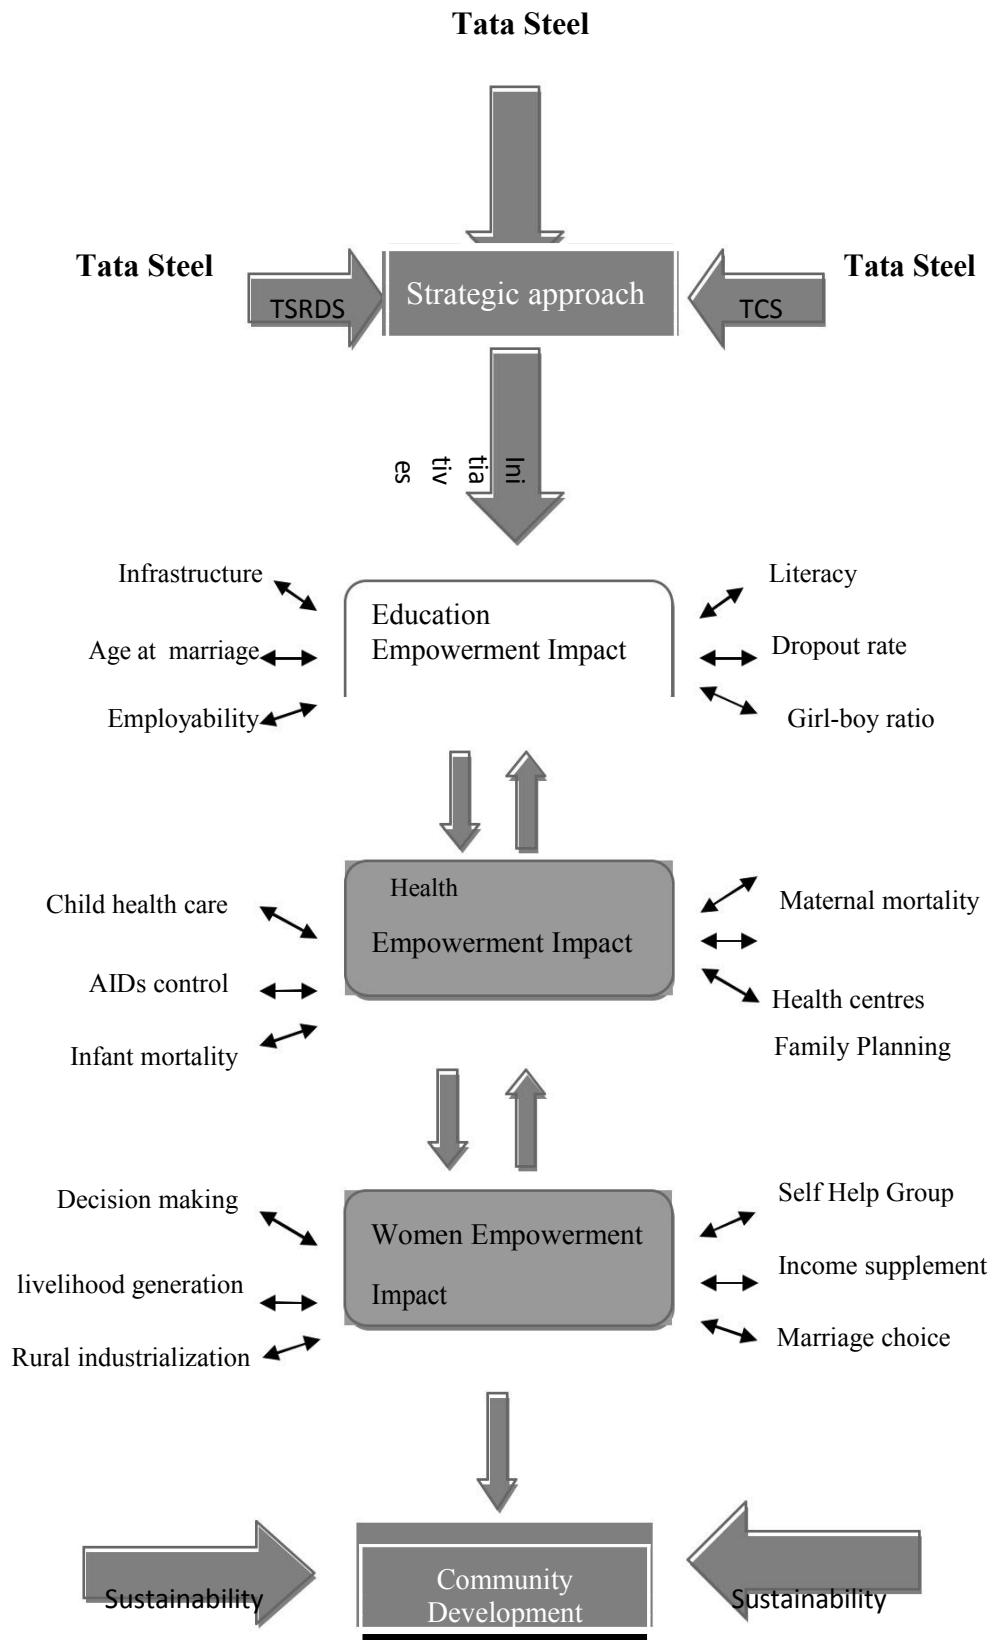 Tata Steel
Tata Steel
Tata Steel
TSRDS
Strategic approach
TCS
Ini
tia
tiv
es
Infrastructure
Literacy
Education
Empowerment Impact
Age at  marriage
Dropout rate
Employability
Girl-boy ratio
Health
Empowerment Impact
Child health care
Maternal mortality
AIDs control
Health centres
Infant mortality
Family Planning
Decision making
Self Help Group
Women Empowerment
Impact
livelihood generation
Income supplement
Rural industrialization
Marriage choice
Sustainability
Community
Development
Sustainability